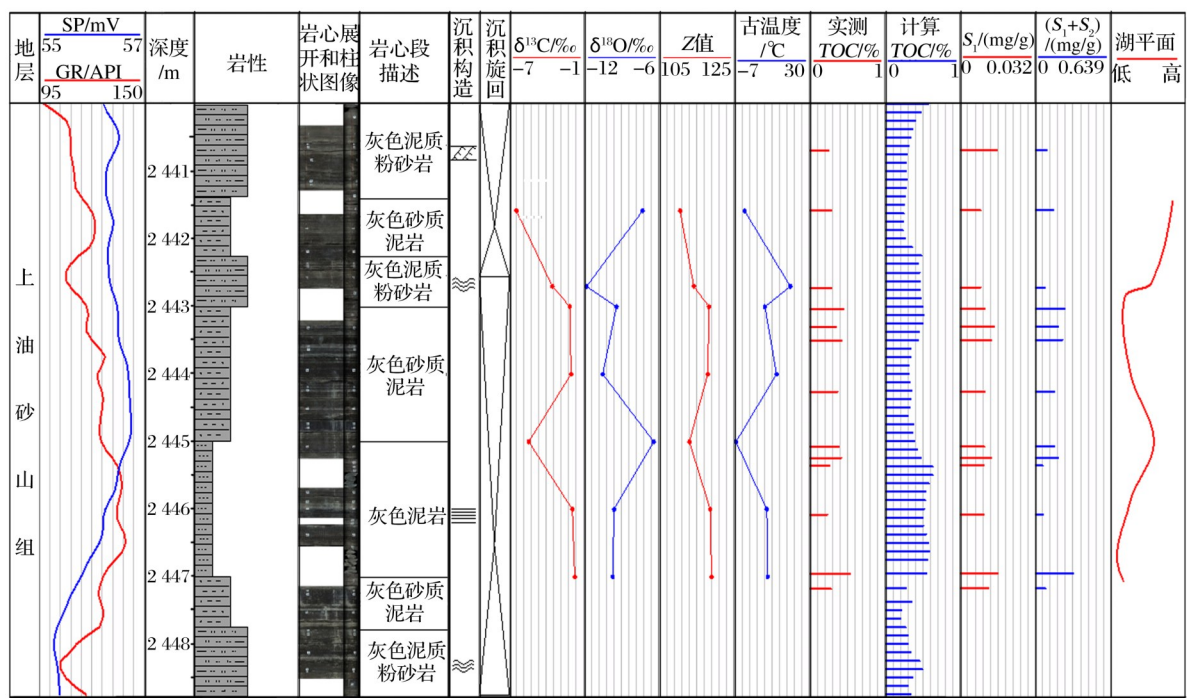 地层
SP/mV
55 57
GR/API
95 150
深度
/m
岩性
岩心展
开和柱
状图像
岩心段
描述
沉积构造
沉积旋回
δ¹³C/‰
−7 −1
δ¹⁸O/‰
−12 −6
Z值
105 125
古温度
/℃
−7 30
实测
TOC/%
0 1
计算
TOC/%
0 1
S₁/(mg/g)
0 0.032
(S₁+S₂)
/(mg/g)
0 0.639
湖平面
低 高
上油砂山组
2 441
2 442
2 443
2 444
2 445
2 446
2 447
2 448
灰色泥质
粉砂岩
灰色砂质
泥岩
灰色泥质
粉砂岩
灰色砂质
泥岩
灰色泥岩
灰色砂质
泥岩
灰色泥质
粉砂岩